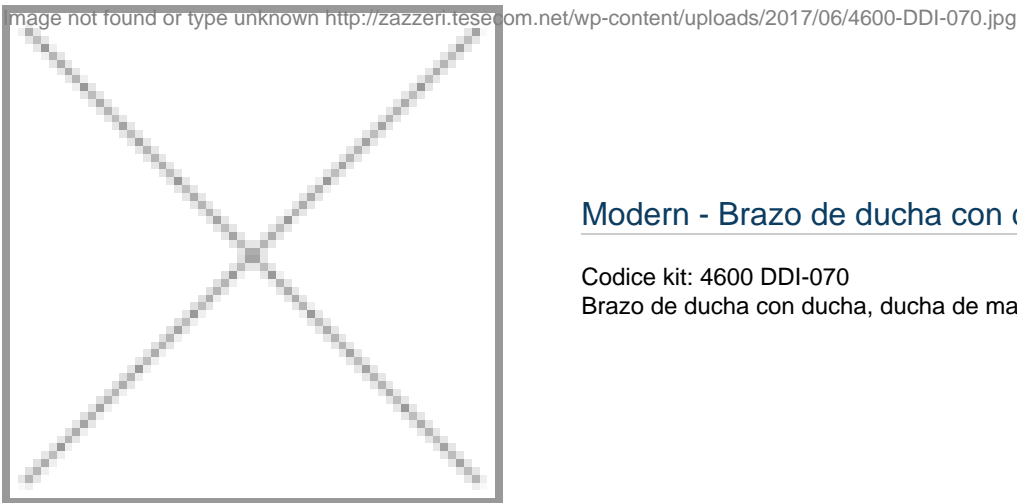 Image not found or type unknown http://zazzeri.tesecom.net/wp-content/uploads/2017/06/4600-DDI-070.jpg
Modern - Brazo de ducha con
Codice kit: 4600 DDI-070
Brazo de ducha con ducha, ducha de ma